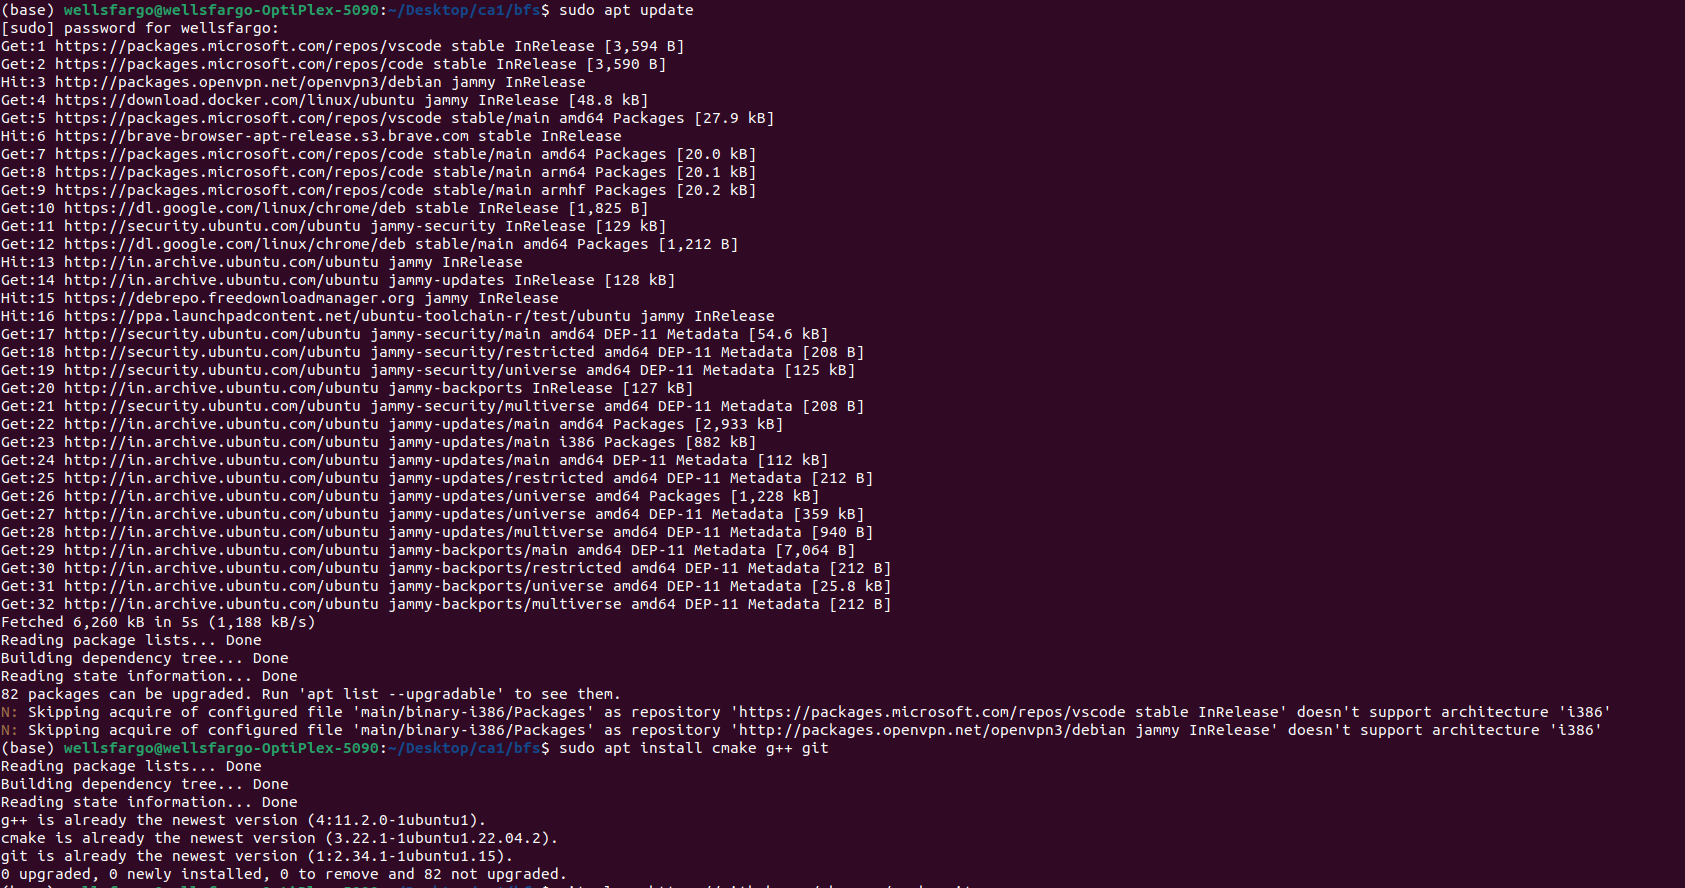 (base) wellsfargo@wellsfargo-OptiPlex-5090:~/Desktop/ca1/bfs$ sudo apt update
[sudo] password for wellsfargo:
Get:1 https://packages.microsoft.com/repos/vscode stable InRelease [3,594 B]
Get:2 https://packages.microsoft.com/repos/code stable InRelease [3,590 B]
Hit:3 http://packages.openvpn.net/openvpn3/debian jammy InRelease
Get:4 https://download.docker.com/linux/ubuntu jammy InRelease [48.8 kB]
Get:5 https://packages.microsoft.com/repos/vscode stable/main amd64 Packages [27.9 kB]
Hit:6 https://brave-browser-apt-release.s3.brave.com stable InRelease
Get:7 https://packages.microsoft.com/repos/code stable/main amd64 Packages [20.0 kB]
Get:8 https://packages.microsoft.com/repos/code stable/main arm64 Packages [20.1 kB]
Get:9 https://packages.microsoft.com/repos/code stable/main armhf Packages [20.2 kB]
Get:10 https://dl.google.com/linux/chrome/deb stable InRelease [1,825 B]
Get:11 http://security.ubuntu.com/ubuntu jammy-security InRelease [129 kB]
Get:12 https://dl.google.com/linux/chrome/deb stable/main amd64 Packages [1,212 B]
Hit:13 http://in.archive.ubuntu.com/ubuntu jammy InRelease
Get:14 http://in.archive.ubuntu.com/ubuntu jammy-updates InRelease [128 kB]
Hit:15 https://debrepo.freedownloadmanager.org jammy InRelease
Hit:16 https://ppa.launchpadcontent.net/ubuntu-toolchain-r/test/ubuntu jammy InRelease
Get:17 http://security.ubuntu.com/ubuntu jammy-security/main amd64 DEP-11 Metadata [54.6 kB]
Get:18 http://security.ubuntu.com/ubuntu jammy-security/restricted amd64 DEP-11 Metadata [208 B]
Get:19 http://security.ubuntu.com/ubuntu jammy-security/universe amd64 DEP-11 Metadata [125 kB]
Get:20 http://in.archive.ubuntu.com/ubuntu jammy-backports InRelease [127 kB]
Get:21 http://security.ubuntu.com/ubuntu jammy-security/multiverse amd64 DEP-11 Metadata [208 B]
Get:22 http://in.archive.ubuntu.com/ubuntu jammy-updates/main amd64 Packages [2,933 kB]
Get:23 http://in.archive.ubuntu.com/ubuntu jammy-updates/main i386 Packages [882 kB]
Get:24 http://in.archive.ubuntu.com/ubuntu jammy-updates/main amd64 DEP-11 Metadata [112 kB]
Get:25 http://in.archive.ubuntu.com/ubuntu jammy-updates/restricted amd64 DEP-11 Metadata [212 B]
Get:26 http://in.archive.ubuntu.com/ubuntu jammy-updates/universe amd64 Packages [1,228 kB]
Get:27 http://in.archive.ubuntu.com/ubuntu jammy-updates/universe amd64 DEP-11 Metadata [359 kB]
Get:28 http://in.archive.ubuntu.com/ubuntu jammy-updates/multiverse amd64 DEP-11 Metadata [940 B]
Get:29 http://in.archive.ubuntu.com/ubuntu jammy-backports/main amd64 DEP-11 Metadata [7,064 B]
Get:30 http://in.archive.ubuntu.com/ubuntu jammy-backports/restricted amd64 DEP-11 Metadata [212 B]
Get:31 http://in.archive.ubuntu.com/ubuntu jammy-backports/universe amd64 DEP-11 Metadata [25.8 kB]
Get:32 http://in.archive.ubuntu.com/ubuntu jammy-backports/multiverse amd64 DEP-11 Metadata [212 B]
Fetched 6,260 kB in 5s (1,188 kB/s)
Reading package lists... Done
Building dependency tree... Done
Reading state information... Done
82 packages can be upgraded. Run 'apt list --upgradable' to see them.
N: Skipping acquire of configured file 'main/binary-i386/Packages' as repository 'https://packages.microsoft.com/repos/vscode stable InRelease' doesn't support architecture 'i386'
N: Skipping acquire of configured file 'main/binary-i386/Packages' as repository 'http://packages.openvpn.net/openvpn3/debian jammy InRelease' doesn't support architecture 'i386'
(base) wellsfargo@wellsfargo-OptiPlex-5090:~/Desktop/ca1/bfs$ sudo apt install cmake g++ git
Reading package lists... Done
Building dependency tree... Done
Reading state information... Done
g++ is already the newest version (4:11.2.0-1ubuntu1).
cmake is already the newest version (3.22.1-1ubuntu1.22.04.2).
git is already the newest version (1:2.34.1-1ubuntu1.15).
0 upgraded, 0 newly installed, 0 to remove and 82 not upgraded.